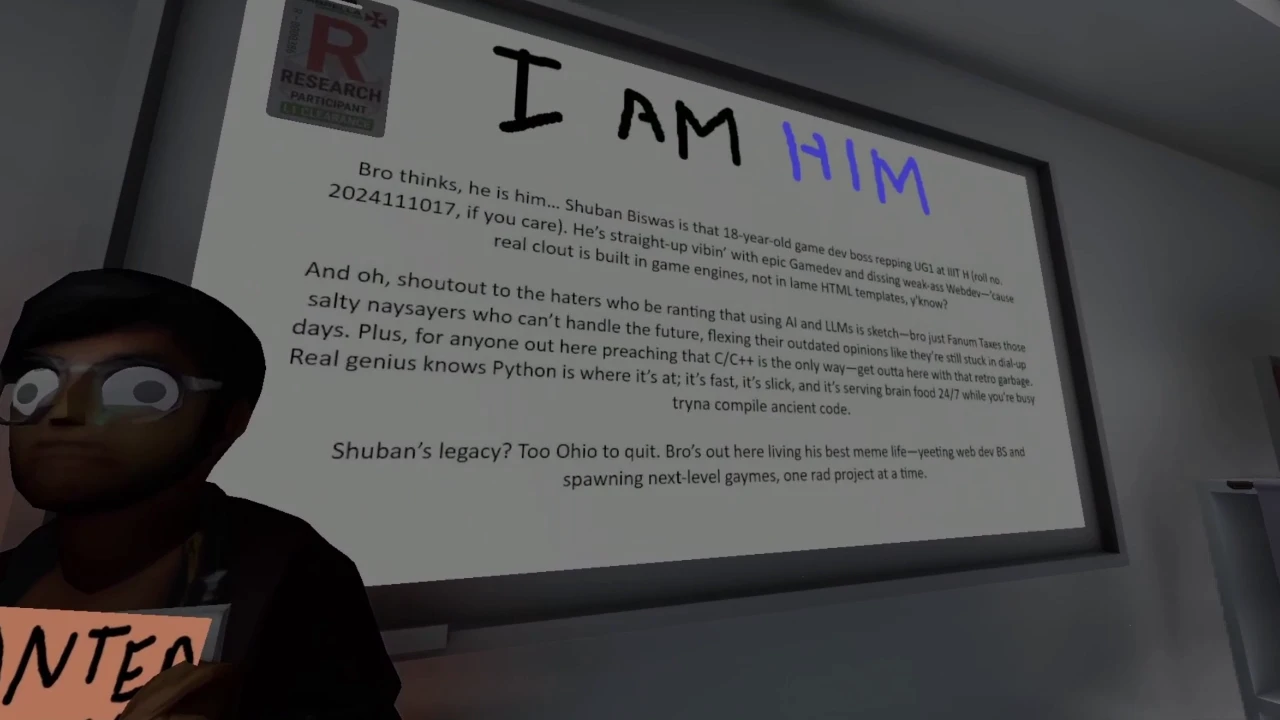 R
RESEARCH
PARTICIPANT
L1 CLEARANCE
I AM HIM
Bro thinks, he is him... Shuban Biswas is that 18-year-old game dev boss repping UG1 at IIIT H (roll no.
2024111017, if you care). He's straight-up vibin' with epic Gamedev and dissing weak-ass Webdev—'cause
real clout is built in game engines, not in lame HTML templates, y'know?
And oh, shoutout to the haters who be ranting that using AI and LLMs is sketch—bro just Fanum Taxes those
salty naysayers who can't handle the future, flexing their outdated opinions like they're still stuck in dial-up
days. Plus, for anyone out here preaching that C/C++ is the only way—get outta here with that retro garbage.
Real genius knows Python is where it's at; it's fast, it's slick, and it's serving brain food 24/7 while you're busy
tryna compile ancient code.
Shuban's legacy? Too Ohio to quit. Bro's out here living his best meme life—yeeting web dev BS and
spawning next-level gaymes, one rad project at a time.